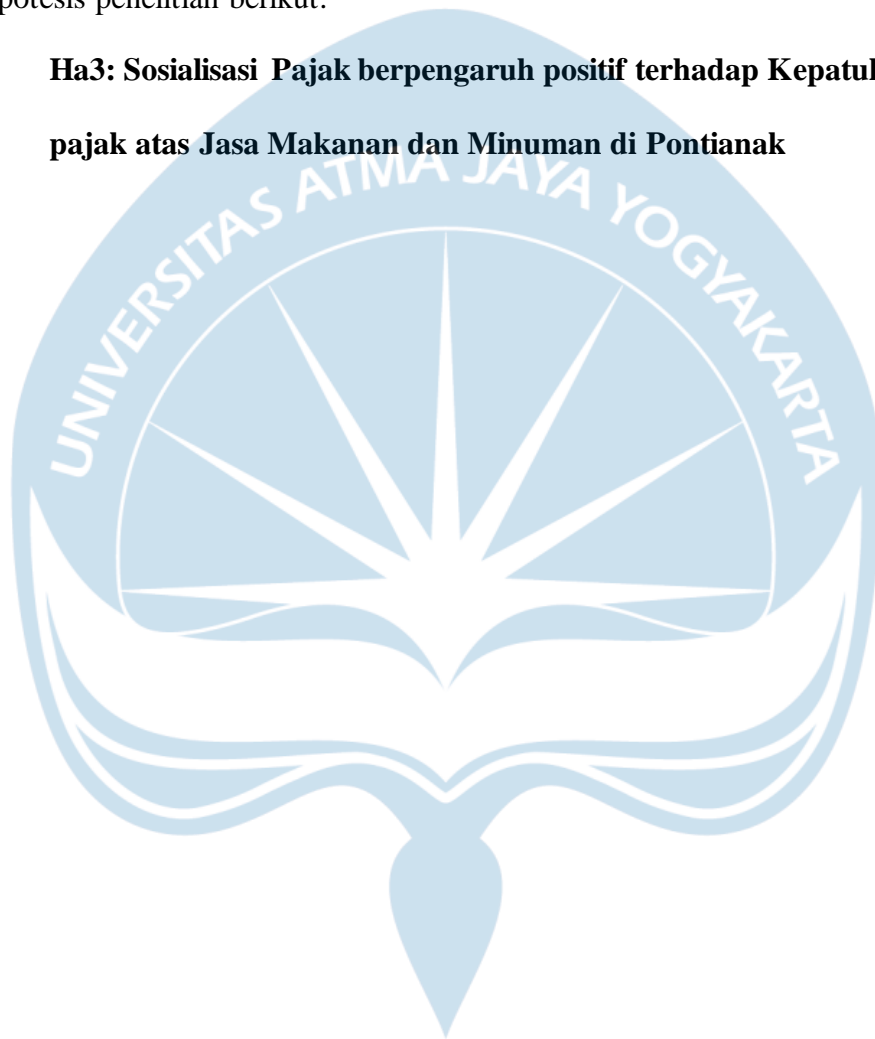 potesis penelitian berikut:
Ha3: Sosialisasi Pajak berpengaruh positif terhadap
pajak atas Jasa Makanan dan Minuman di Pontianak
UNIVERSITAS ATMA JAYA YOGYAKARTA